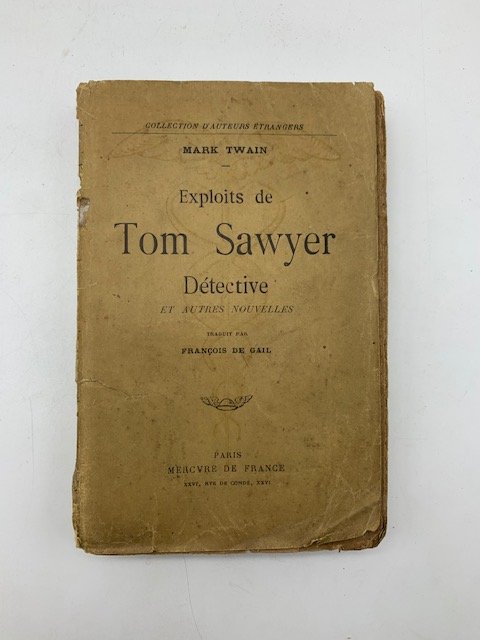 COLLECTION D'AUTEURS ÉTRANGERS
MARK TWAIN
Exploits de
Tom Sawyer
Détective
ET AUTRES NOUVELLES
TRADUIT PAR
FRANÇOIS DE GAIL
PARIS
MERCVRE DE FRANCE
XXVI, RVE DE CONDÉ, XXVI